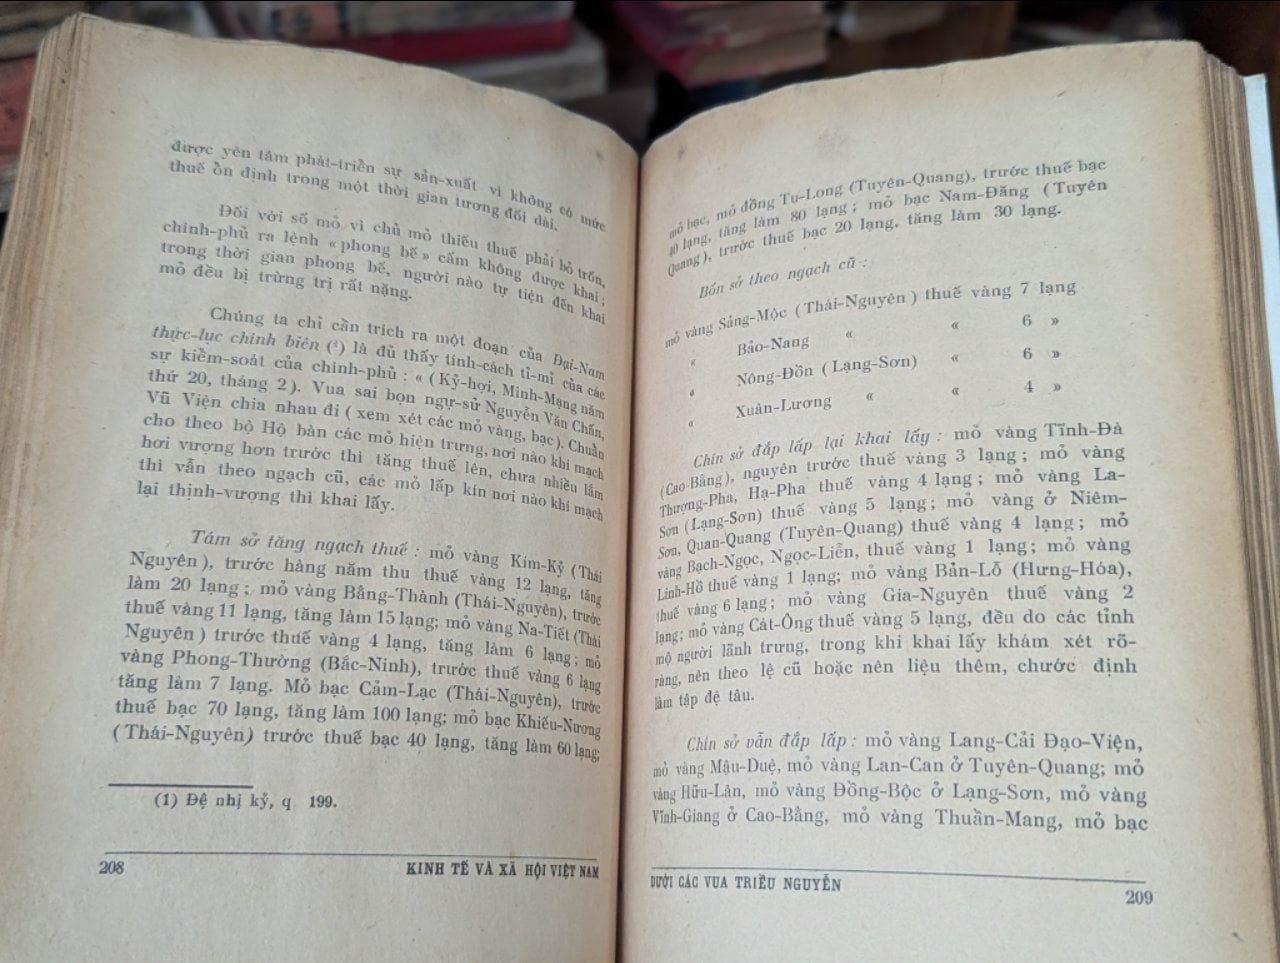 được yên tâm phát-triển sự sản-xuất vì không có mức
thuế ổn định trong một thời gian tương đối dài.
Đối với số mỏ vì chủ mỏ thiếu thuế phải bỏ trốn,
chính-phủ ra lệnh « phong bế » cấm không được khai ;
trong thời gian phong bế, người nào tự tiện đến khai
mỏ đều bị trừng trị rất nặng.
Chúng ta chỉ cần trích ra một đoạn của Đại-Nam
thực-lục chính biên (¹) là đủ thấy tính-cách tỉ-mỉ của các
sự kiểm-soát của chính-phủ : « ( Kỷ-hợi, Minh-Mạng năm
thứ 20, tháng 2). Vua sai bọn ngự-sử Nguyễn Văn Chấn,
Vũ Viện chia nhau đi ( xem xét các mỏ vàng, bạc). Chuẩn
cho theo bộ Hộ bàn các mỏ hiện trưng, nơi nào khí mạch
hơi vượng hơn trước thì tăng thuế lên, chưa nhiều lắm
thì vẫn theo ngạch cũ, các mỏ lấp kín nơi nào khí mạch
lại thịnh-vượng thì khai lấy.
Tám sở tăng ngạch thuế : mỏ vàng Kim-Kỷ (Thái
Nguyên), trước hàng năm thu thuế vàng 12 lạng, tăng
làm 20 lạng ; mỏ vàng Bằng-Thành (Thái-Nguyên), trước
thuế vàng 11 lạng, tăng làm 15 lạng; mỏ vàng Na-Tiết (Thái
Nguyên ) trước thuế vàng 4 lạng, tăng làm 6 lạng ; mỏ
vàng Phong-Thường (Bắc-Ninh), trước thuế vàng 6 lạng
tăng làm 7 lạng. Mỏ bạc Cảm-Lạc (Thái-Nguyên), trước
thuế bạc 70 lạng, tăng làm 100 lạng; mỏ bạc Khiếu-Nương
( Thái-Nguyên) trước thuế bạc 40 lạng, tăng làm 60 lạng;
(1) Đệ nhị kỷ, q 199.
208 KINH TẾ VÀ XÃ HỘI VIỆT NAM
mỏ bạc, mỏ đồng Tụ-Long (Tuyên-Quang), trước thuế bạc
40 lạng, tăng làm 80 lạng ; mỏ bạc Nam-Đăng ( Tuyên
Quang), trước thuế bạc 20 lạng, tăng làm 30 lạng.
Bốn sở theo ngạch cũ :
mỏ vàng Sảng-Mộc ( Thái-Nguyên ) thuế vàng 7 lạng
« Bảo-Nang « « 6 »
« Nông-Đồn ( Lạng-Sơn) « 6 »
« Xuân-Lương « « 4 »
Chín sở đắp lấp lại khai lấy : mỏ vàng Tĩnh-Đà
(Cao-Bằng), nguyên trước thuế vàng 3 lạng ; mỏ vàng
Thượng-Pha, Hạ-Pha thuế vàng 4 lạng ; mỏ vàng La-
Sơn ( Lạng-Sơn) thuế vàng 5 lạng ; mỏ vàng ở Niêm-
Sơn, Quan-Quang (Tuyên-Quang) thuế vàng 4 lạng ; mỏ
vàng Bạch-Ngọc, Ngọc-Liễn, thuế vàng 1 lạng ; mỏ vàng
Linh-Hồ thuế vàng 1 lạng; mỏ vàng Bản-Lỗ (Hưng-Hóa),
thuế vàng 6 lạng ; mỏ vàng Gia-Nguyên thuế vàng 2
lạng ; mỏ vàng Cát-Ông thuế vàng 5 lạng, đều do các tỉnh
mộ người lãnh trưng, trong khi khai lấy khám xét rõ-
ràng, nên theo lệ cũ hoặc nên liệu thêm, chước định
làm tập đệ tâu.
Chín sở vẫn đắp lấp : mỏ vàng Lang-Cải Đạo-Viện,
mỏ vàng Mậu-Duệ, mỏ vàng Lan-Can ở Tuyên-Quang; mỏ
vàng Hữu-Lân, mỏ vàng Đồng-Bộc ở Lạng-Sơn, mỏ vàng
Vĩnh-Giang ở Cao-Bằng, mỏ vàng Thuần-Mang, mỏ bạc
DƯỚI CÁC VUA TRIỀU NGUYỄN 209